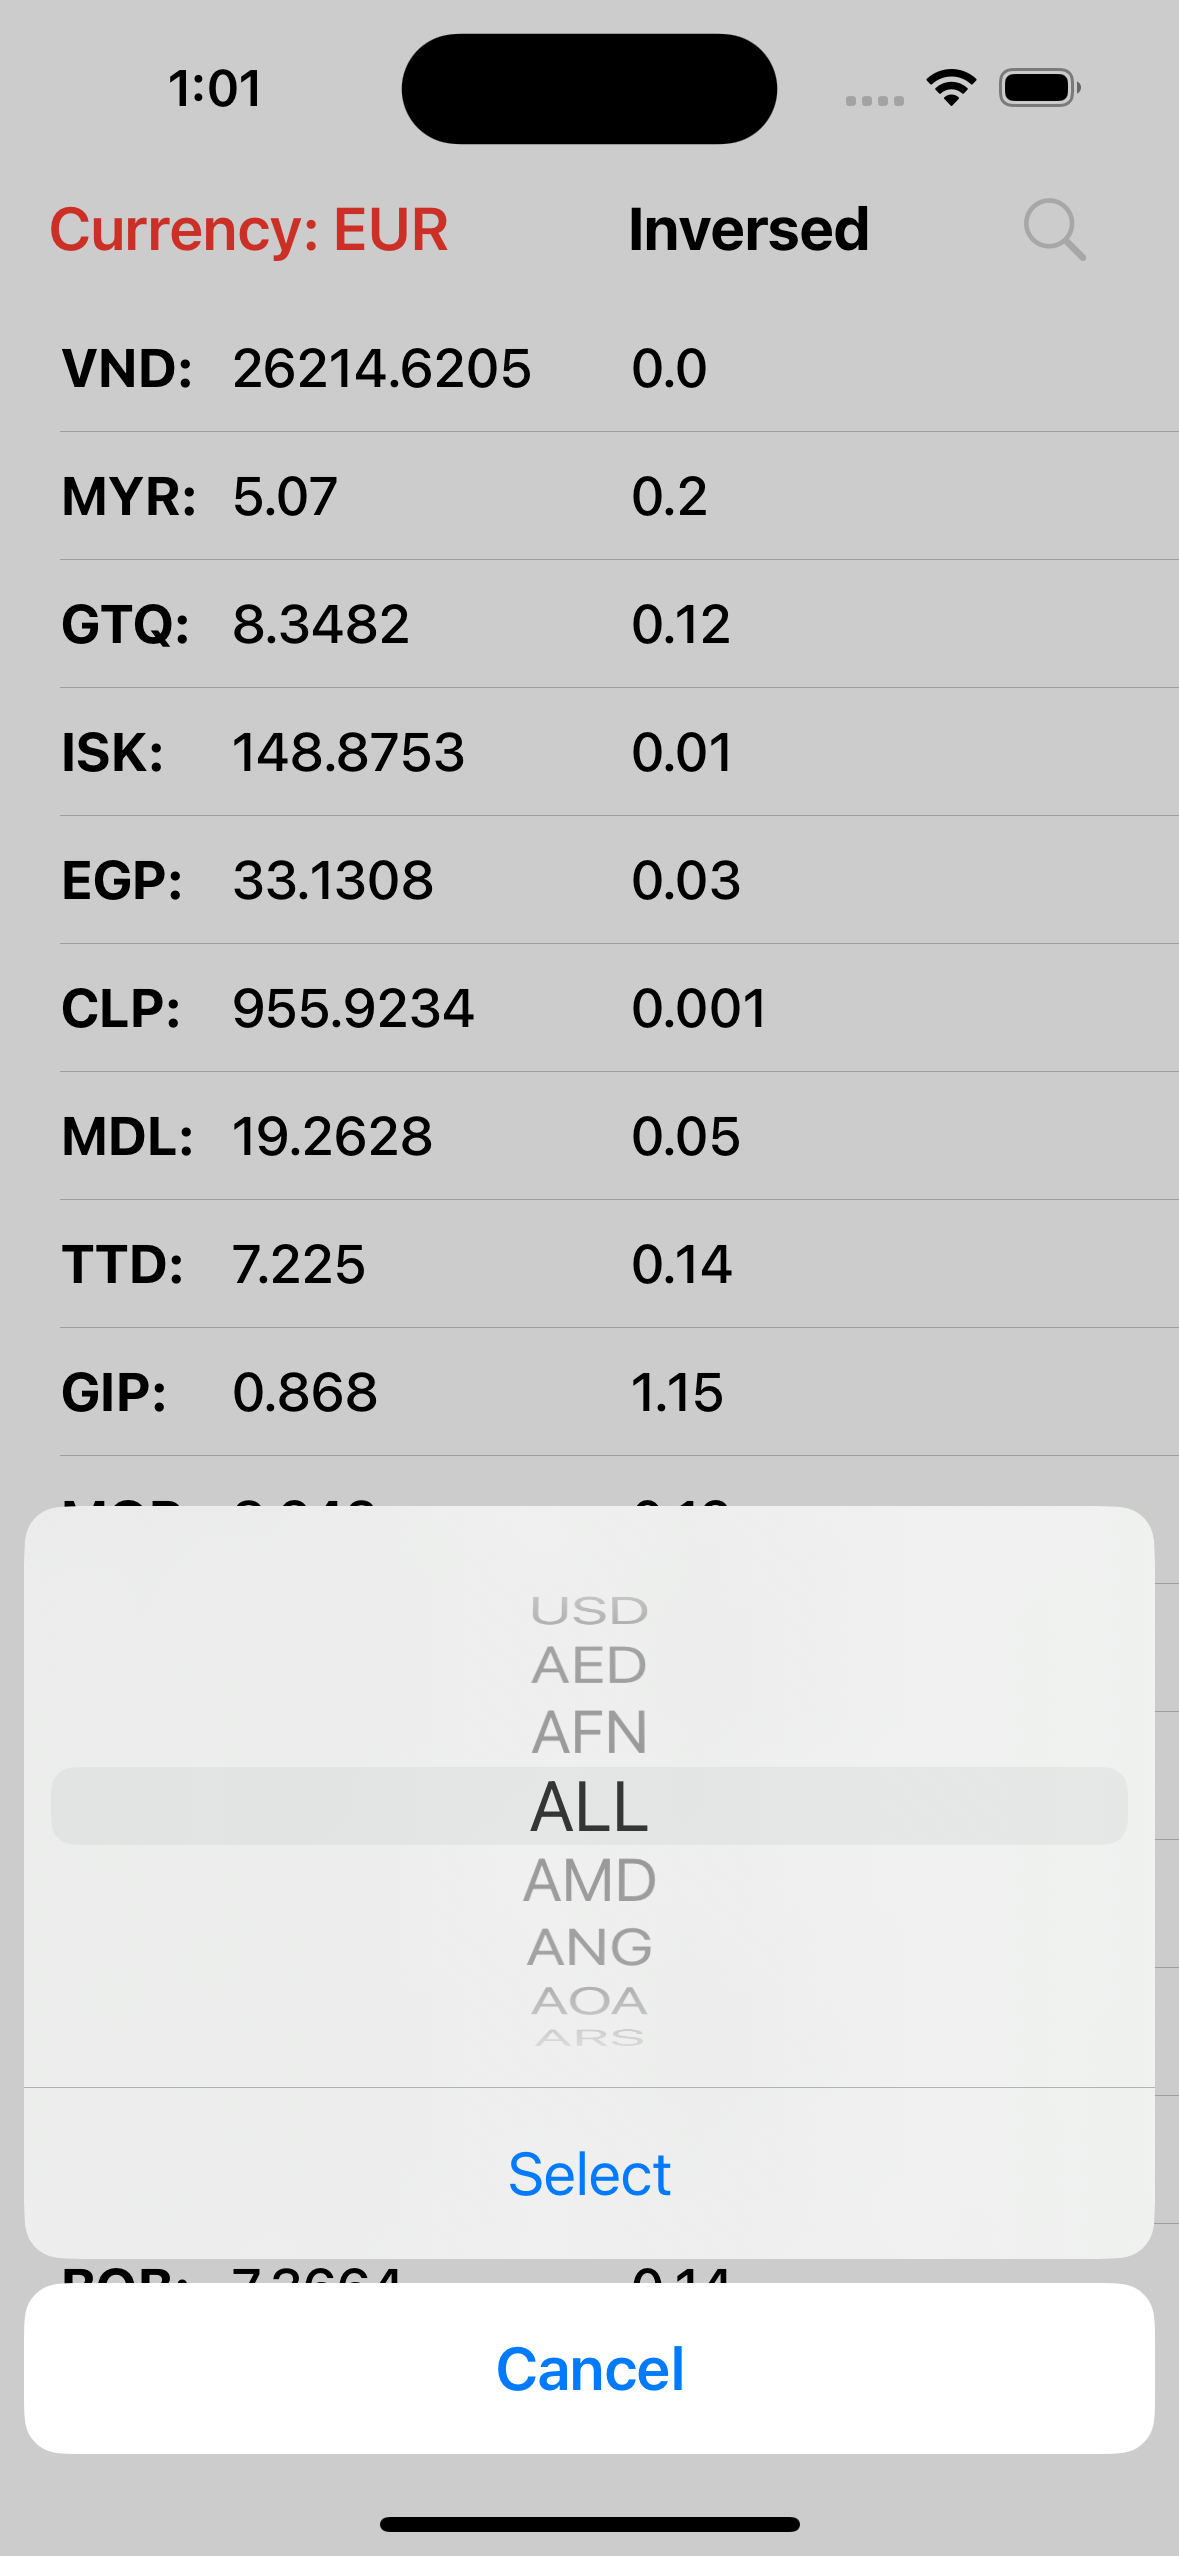 1:01
Currency: EUR Inversed
VND: 26214.6205 0.0
MYR: 5.07 0.2
GTQ: 8.3482 0.12
ISK: 148.8753 0.01
EGP: 33.1308 0.03
CLP: 955.9234 0.001
MDL: 19.2628 0.05
TTD: 7.225 0.14
GIP: 0.868 1.15
USD
AED
AFN
ALL
AMD
ANG
AOA
ARS
Select
Cancel